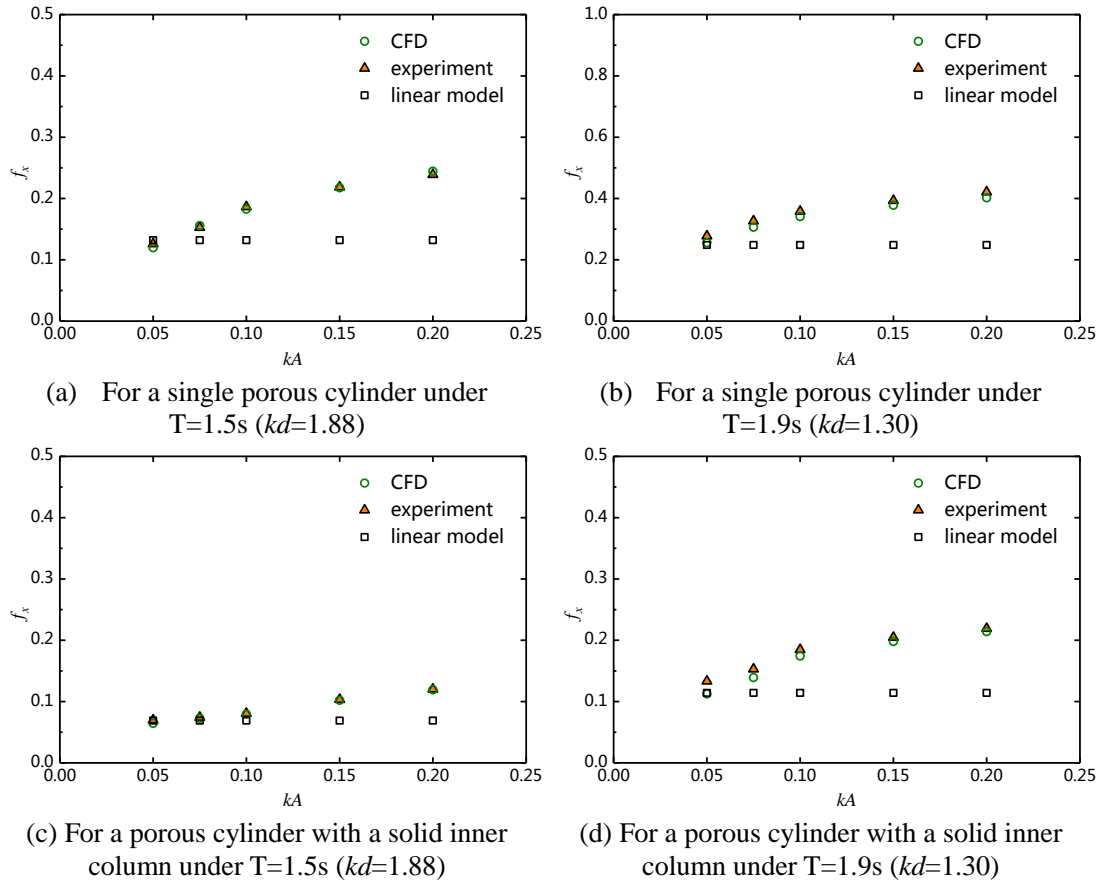 0.5
0.4
0.3
0.2
0.1
0.0
f_x
0.00 0.05 0.10 0.15 0.20 0.25
kA
CFD
experiment
linear model
(a) For a single porous cylinder under
T=1.5s (kd=1.88)
1.0
0.8
0.6
0.4
0.2
0.0
f_x
0.00 0.05 0.10 0.15 0.20 0.25
kA
CFD
experiment
linear model
(b) For a single porous cylinder under
T=1.9s (kd=1.30)
0.5
0.4
0.3
0.2
0.1
0.0
f_x
0.00 0.05 0.10 0.15 0.20 0.25
kA
CFD
experiment
linear model
(c) For a porous cylinder with a solid inner
column under T=1.5s (kd=1.88)
0.5
0.4
0.3
0.2
0.1
0.0
f_x
0.00 0.05 0.10 0.15 0.20 0.25
kA
CFD
experiment
linear model
(d) For a porous cylinder with a solid inner
column under T=1.9s (kd=1.30)